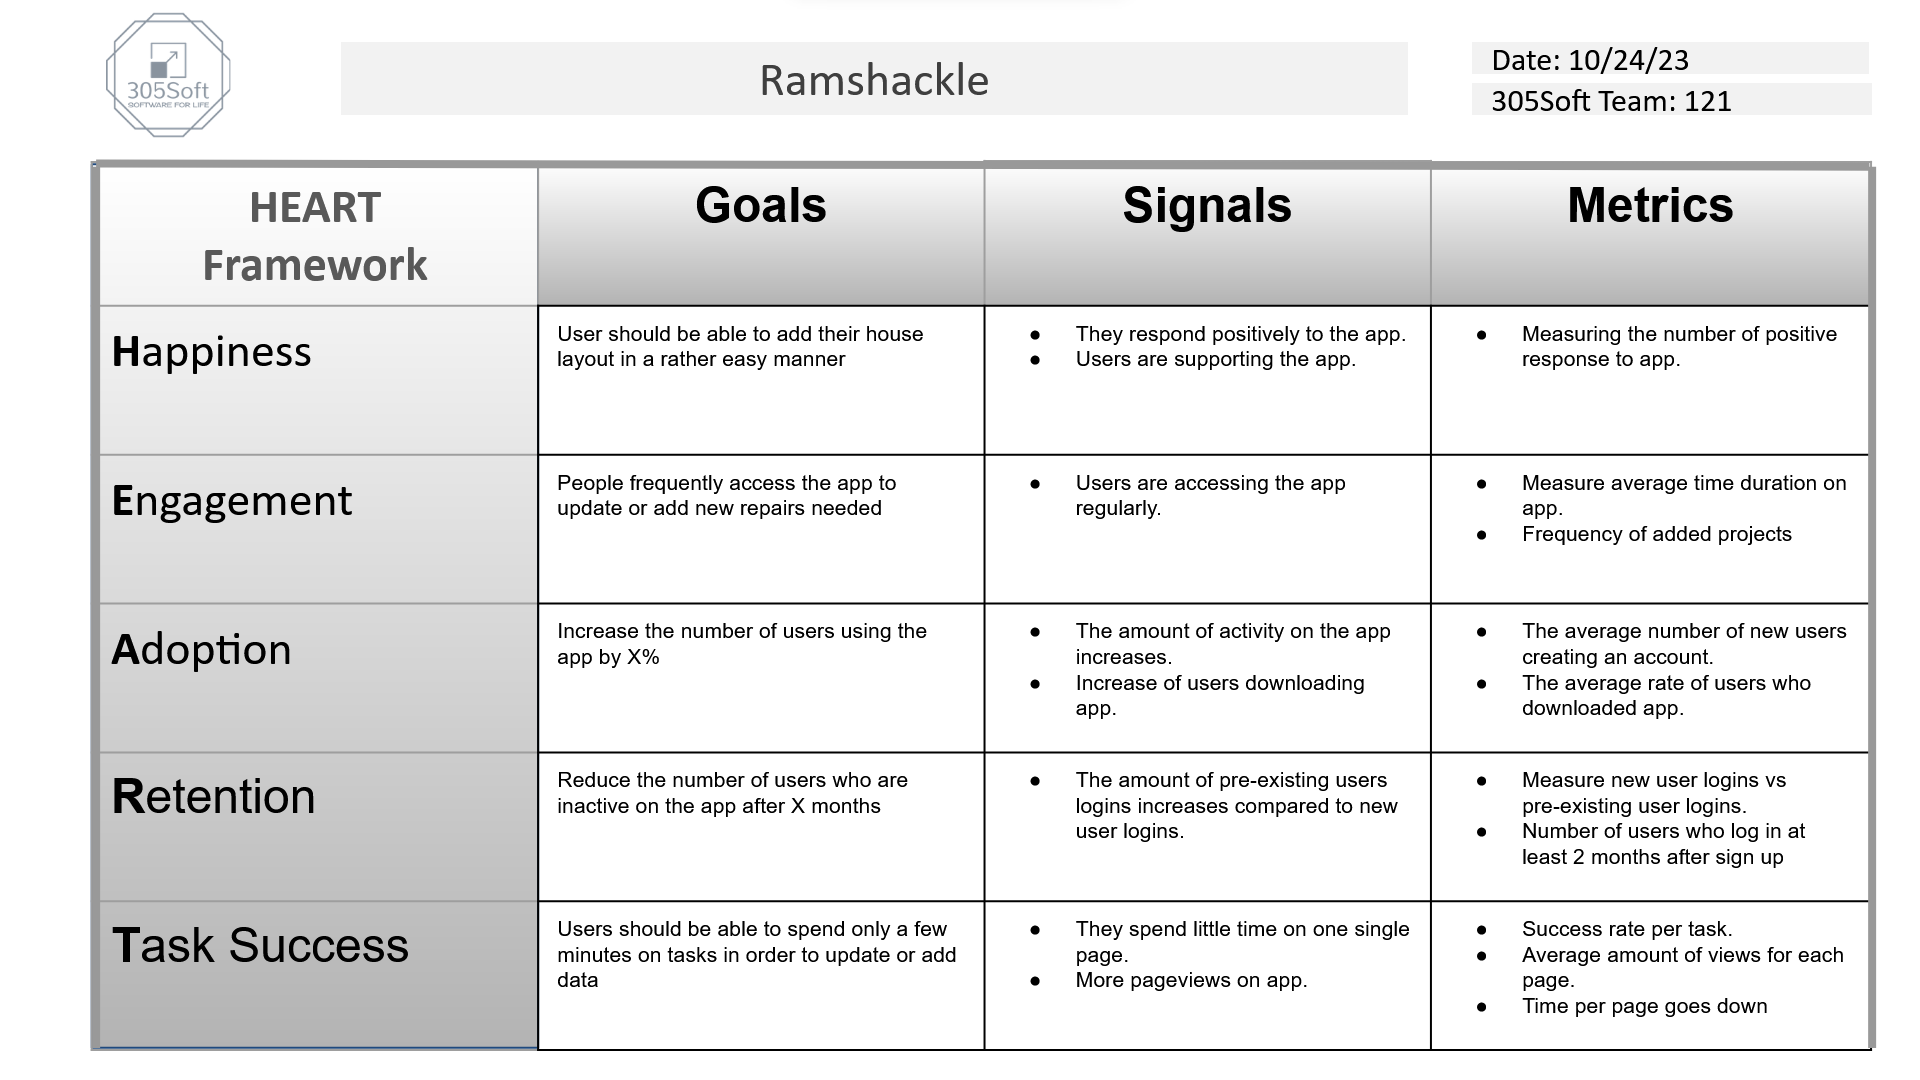 305Soft
SOFTWARE FOR LIFE
Ramshackle
Date: 10/24/23
305Soft Team: 121
HEART
Framework
Goals
Signals
Metrics
Happiness
User should be able to add their house
layout in a rather easy manner
● They respond positively to the app.
● Users are supporting the app.
● Measuring the number of positive
response to app.
Engagement
People frequently access the app to
update or add new repairs needed
● Users are accessing the app
regularly.
● Measure average time duration on
app.
● Frequency of added projects
Adoption
Increase the number of users using the
app by X%
● The amount of activity on the app
increases.
● Increase of users downloading
app.
● The average number of new users
creating an account.
● The average rate of users who
downloaded app.
Retention
Reduce the number of users who are
inactive on the app after X months
● The amount of pre-existing users
logins increases compared to new
user logins.
● Measure new user logins vs
pre-existing user logins.
● Number of users who log in at
least 2 months after sign up
Task Success
Users should be able to spend only a few
minutes on tasks in order to update or add
data
● They spend little time on one single
page.
● More pageviews on app.
● Success rate per task.
● Average amount of views for each
page.
● Time per page goes down